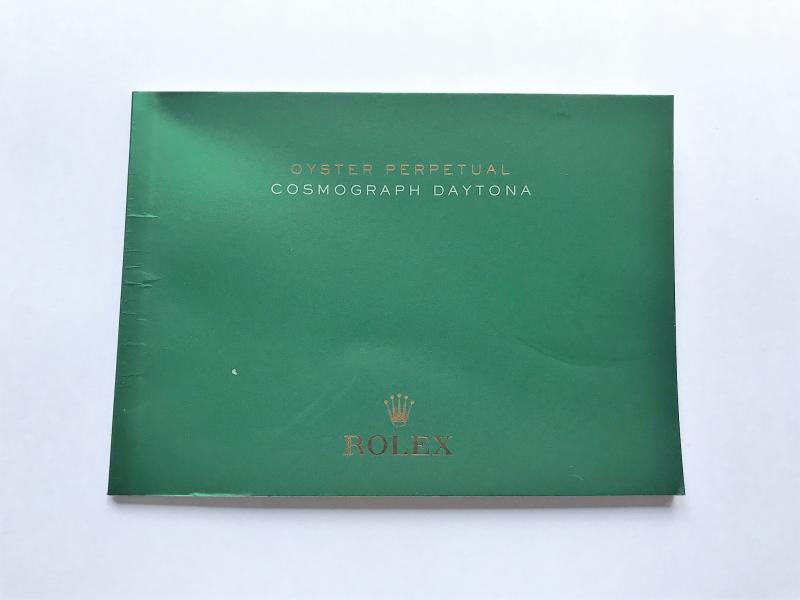 OYSTER PERPETUAL
COSMOGRAPH DAYTONA
ROLEX